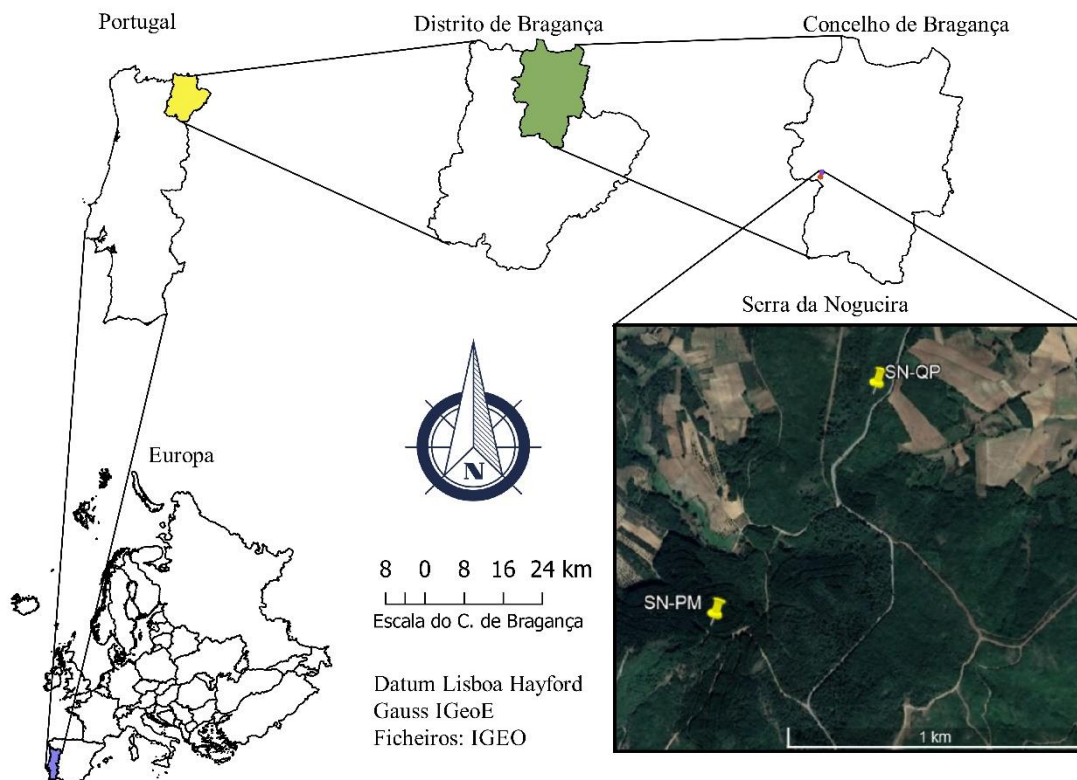 Portugal
Distrito de Bragança
Concelho de Bragança
Serra da Nogueira
SN-QP
SN-PM
1 km
Europa
N
8 0 8 16 24 km
Escala do C. de Bragança
Datum Lisboa Hayford
Gauss IGeoE
Ficheiros: IGEO